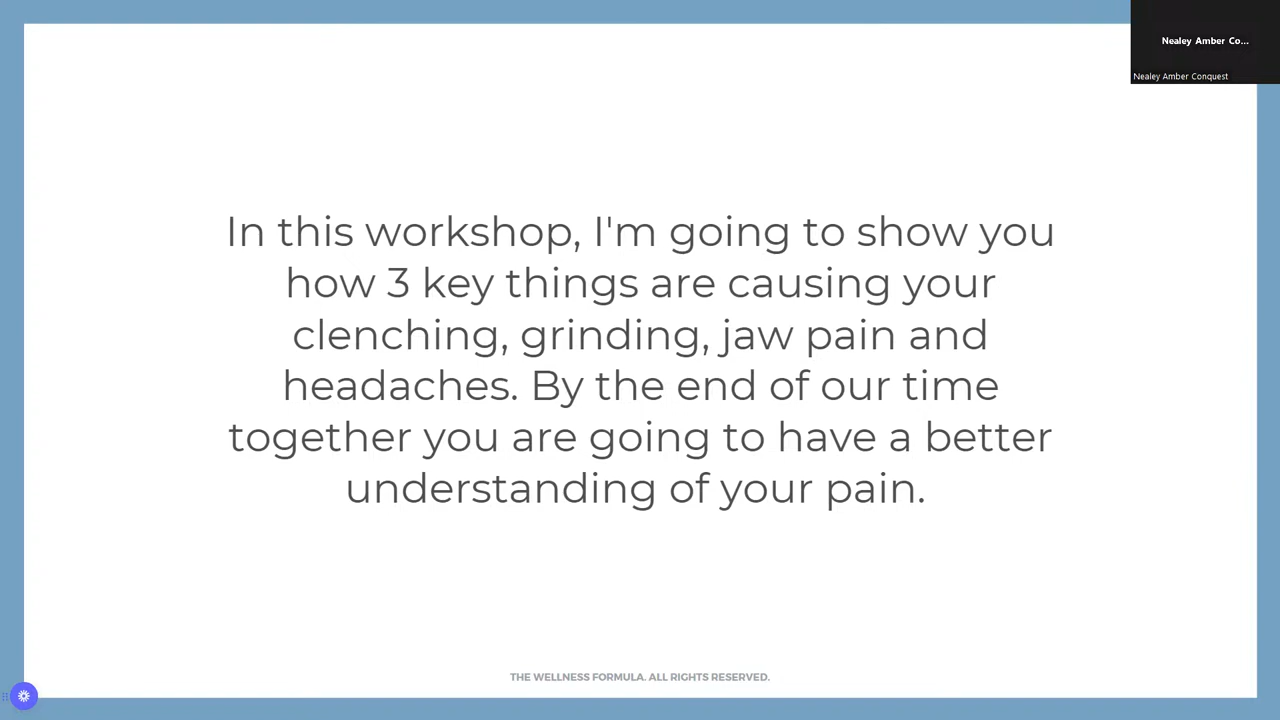 Nealey Amber Co...
Nealey Amber Conquest
In this workshop, I'm going to show you
how 3 key things are causing your
clenching, grinding, jaw pain and
headaches. By the end of our time
together you are going to have a better
understanding of your pain.
THE WELLNESS FORMULA. ALL RIGHTS RESERVED.